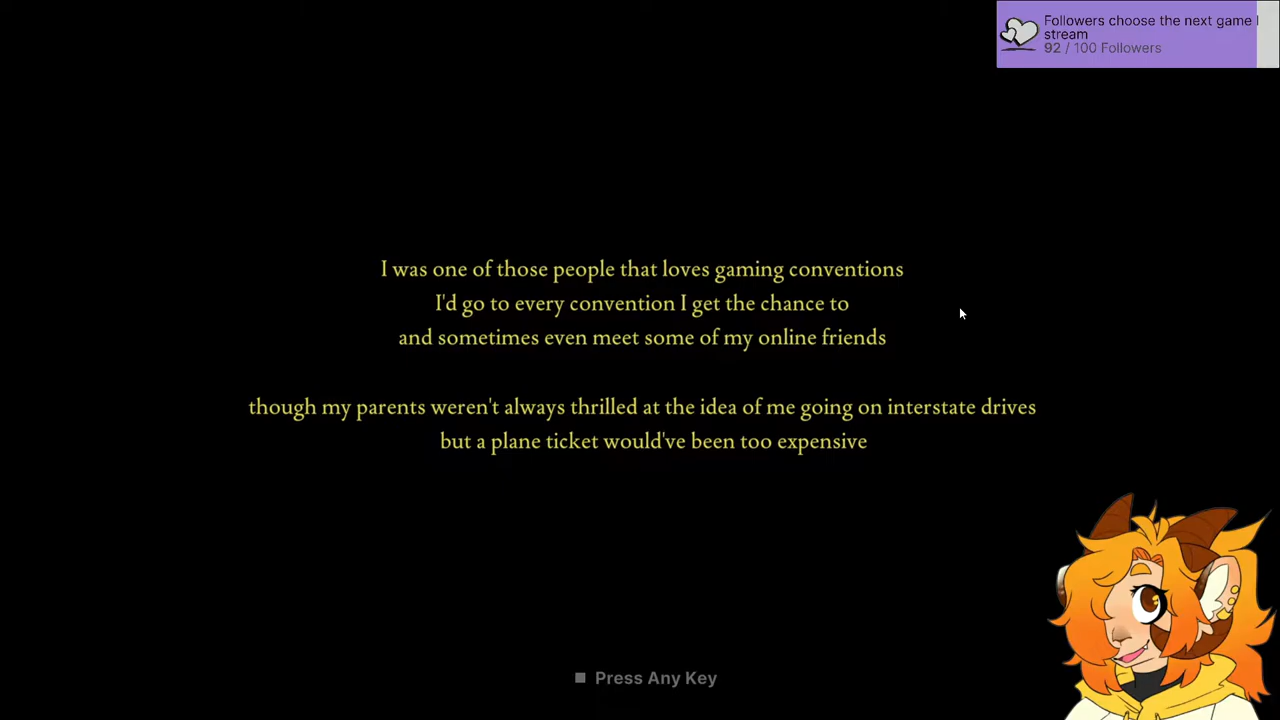 Followers choose the next game I
stream
92 / 100 Followers
I was one of those people that loves gaming conventions
I'd go to every convention I get the chance to
and sometimes even meet some of my online friends
though my parents weren't always thrilled at the idea of me going on interstate drives
but a plane ticket would've been too expensive
Press Any Key